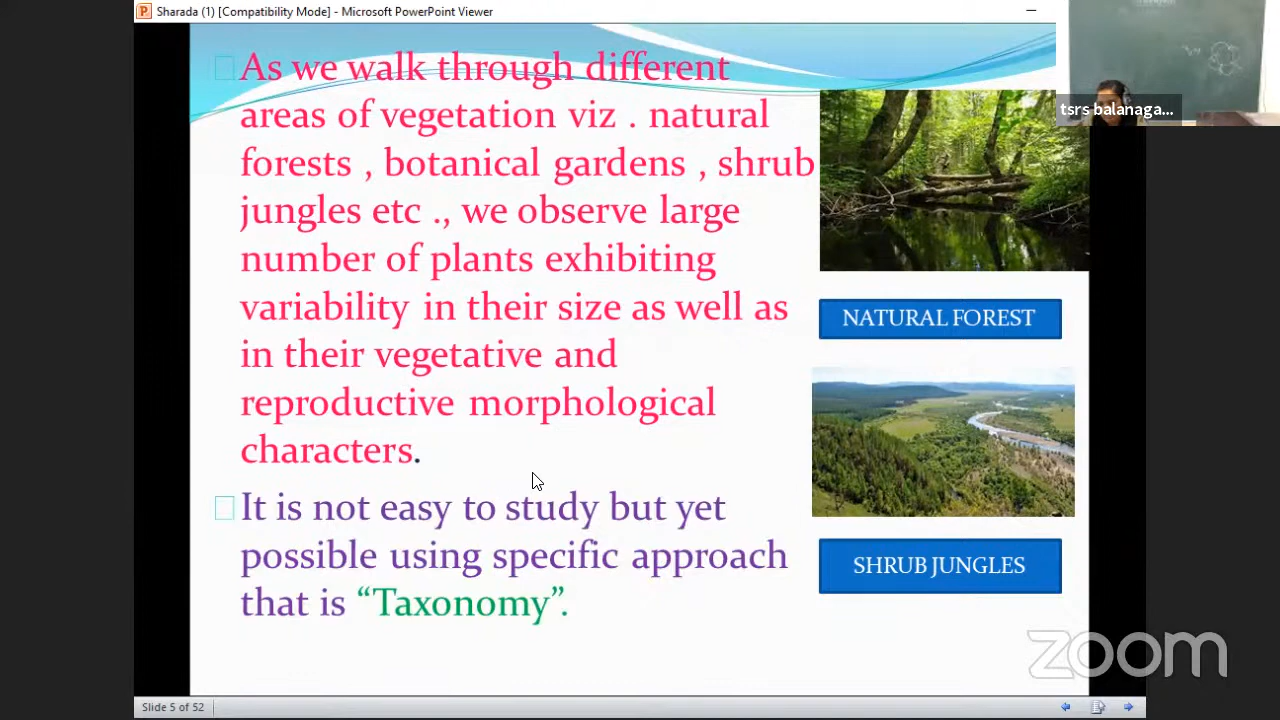 Sharada (1) [Compatibility Mode] - Microsoft PowerPoint Viewer
As we walk through different
areas of vegetation viz . natural
forests , botanical gardens , shrub
jungles etc ., we observe large
number of plants exhibiting
variability in their size as well as
in their vegetative and
reproductive morphological
characters.
It is not easy to study but yet
possible using specific approach
that is “Taxonomy”.
NATURAL FOREST
SHRUB JUNGLES
tsrs balanaga...
zoom
Slide 5 of 52